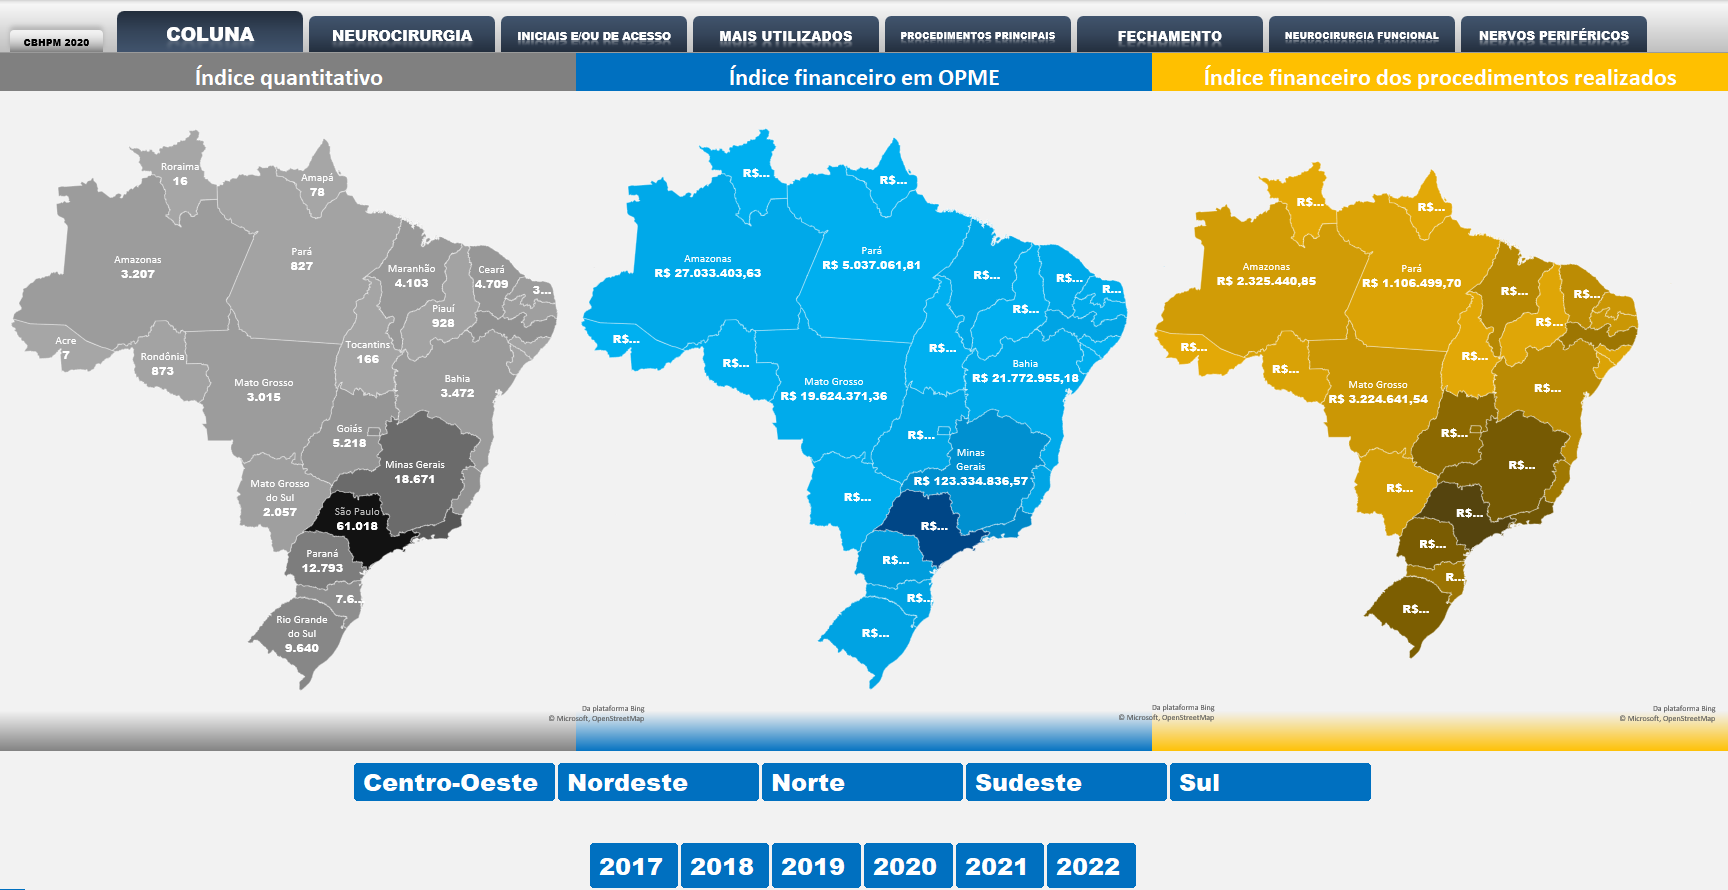 CBHPM 2020
COLUNA
NEUROCIRURGIA
INICIAIS E/OU DE ACESSO
MAIS UTILIZADOS
PROCEDIMENTOS PRINCIPAIS
FECHAMENTO
NEUROCIRURGIA FUNCIONAL
NERVOS PERIFÉRICOS
Índice quantitativo
Índice financeiro em OPME
Índice financeiro dos procedimentos realizados
Roraima
16
Amapá
78
Amazonas
3.207
Pará
827
Maranhão
4.103
Ceará
4.709
3...
Piauí
928
Acre
7
Rondônia
873
Tocantins
166
Mato Grosso
3.015
Bahia
3.472
Goiás
5.218
Minas Gerais
18.671
Mato Grosso
do Sul
2.057
São Paulo
61.018
Paraná
12.793
7.6...
Rio Grande
do Sul
9.640
R$...
R$...
Amazonas
R$ 27.033.403,63
Pará
R$ 5.037.061,81
R$...
R$...
R...
R$...
R$...
R$...
R$...
Mato Grosso
R$ 19.624.371,36
Bahia
R$ 21.772.955,18
R$...
Minas
Gerais
R$ 123.334.836,57
R$...
R$...
R$...
R$...
R$...
R$...
R$...
Amazonas
R$ 2.325.440,85
Pará
R$ 1.106.499,70
R$...
R$...
R$...
R$...
R$...
R$...
Mato Grosso
R$ 3.224.641,54
R$...
R$...
R$...
R$...
R$...
R$...
R...
R$...
Da plataforma Bing
© Microsoft, OpenStreetMap
Da plataforma Bing
© Microsoft, OpenStreetMap
Da plataforma Bing
© Microsoft, OpenStreetMap
Centro-Oeste
Nordeste
Norte
Sudeste
Sul
2017
2018
2019
2020
2021
2022